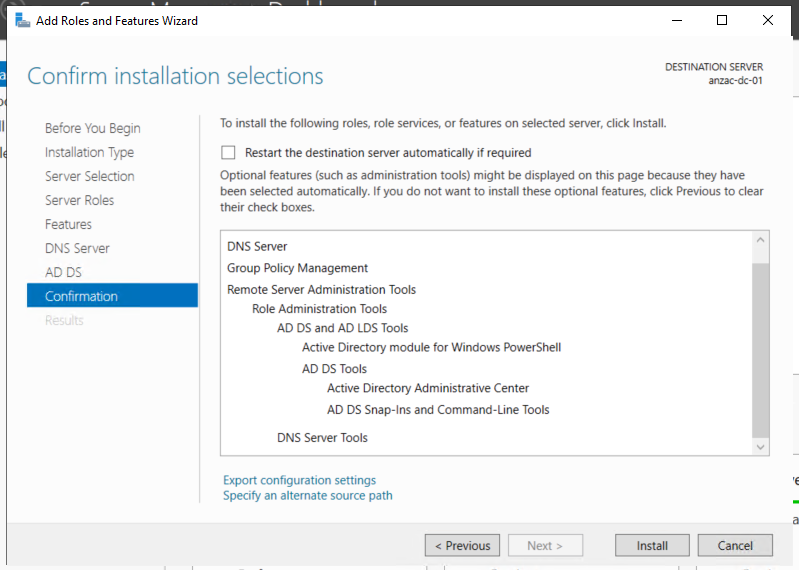 Add Roles and Features Wizard
Confirm installation selections
DESTINATION SERVER
anzac-dc-01
Before You Begin
Installation Type
Server Selection
Server Roles
Features
DNS Server
AD DS
Confirmation
Results
To install the following roles, role services, or features on selected server, click Install.
Restart the destination server automatically if required
Optional features (such as administration tools) might be displayed on this page because they have
been selected automatically. If you do not want to install these optional features, click Previous to clear
their check boxes.
DNS Server
Group Policy Management
Remote Server Administration Tools
Role Administration Tools
AD DS and AD LDS Tools
Active Directory module for Windows PowerShell
AD DS Tools
Active Directory Administrative Center
AD DS Snap-Ins and Command-Line Tools
DNS Server Tools
Export configuration settings
Specify an alternate source path
< Previous
Next >
Install
Cancel